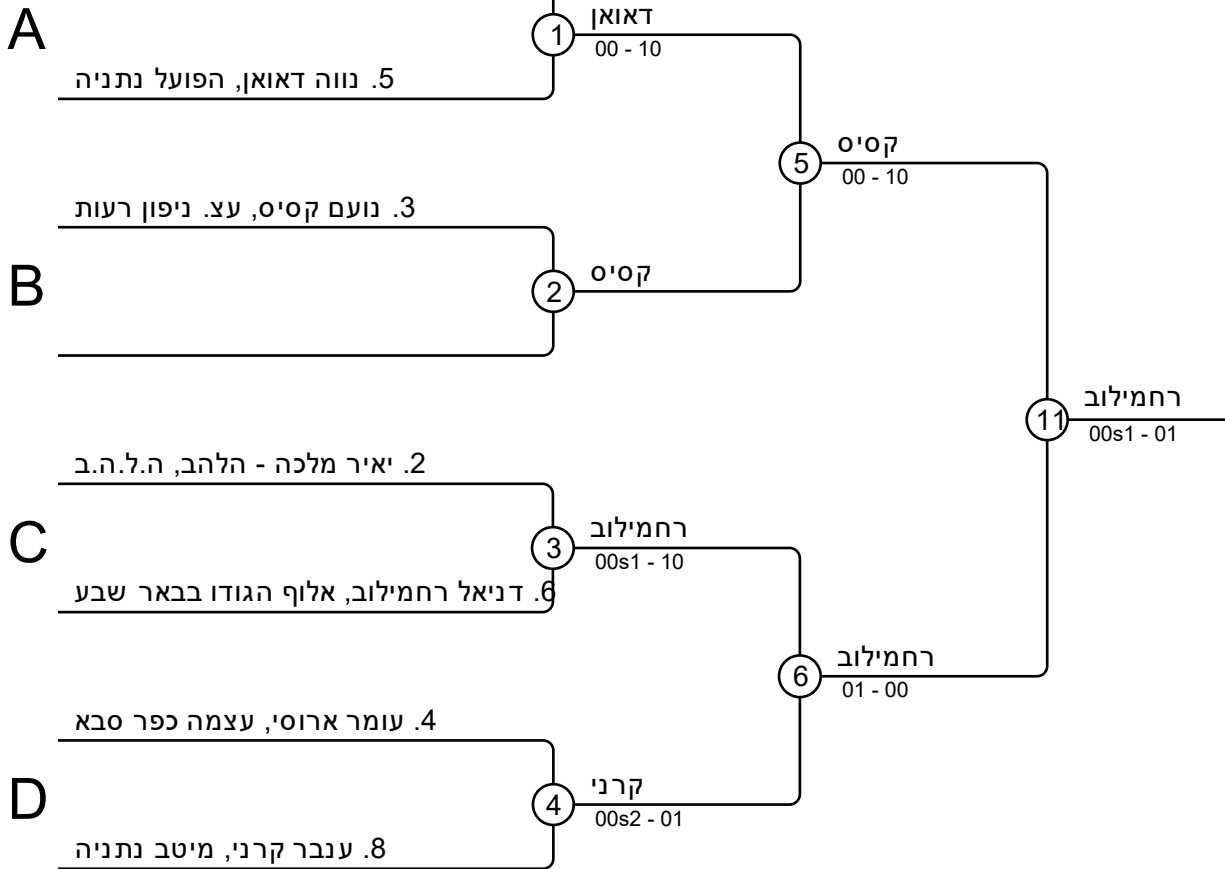 A
דאואן
1
00 - 10
5. נווה דאואן, הפועל נתניה
קסיס
5
00 - 10
3. נועם קסיס, עצ. ניפון רעות
B
קסיס
2
רחמילוב
11
00s1 - 01
2. יאיר מלכה - הלהב, ה.ל.ה.ב
C
רחמילוב
3
00s1 - 10
6. דניאל רחמילוב, אלוף הגודו בבאר שבע
רחמילוב
6
01 - 00
4. עומר ארוסי, עצמה כפר סבא
D
קרני
4
00s2 - 01
8. ענבר קרני, מיטב נתניה